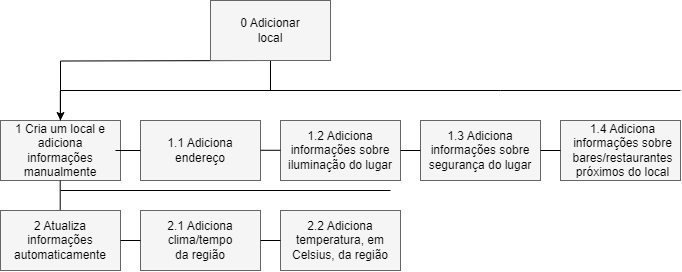 0 Adicionar
local
1 Cria um local e
adiciona
informações
manualmente
1.1 Adiciona
endereço
1.2 Adiciona
informações sobre
iluminação do lugar
1.3 Adiciona
informações sobre
segurança do lugar
1.4 Adiciona
informações sobre
bares/restaurantes
próximos do local
2 Atualiza
informações
automaticamente
2.1 Adiciona
clima/tempo
da região
2.2 Adiciona
temperatura, em
Celsius, da região